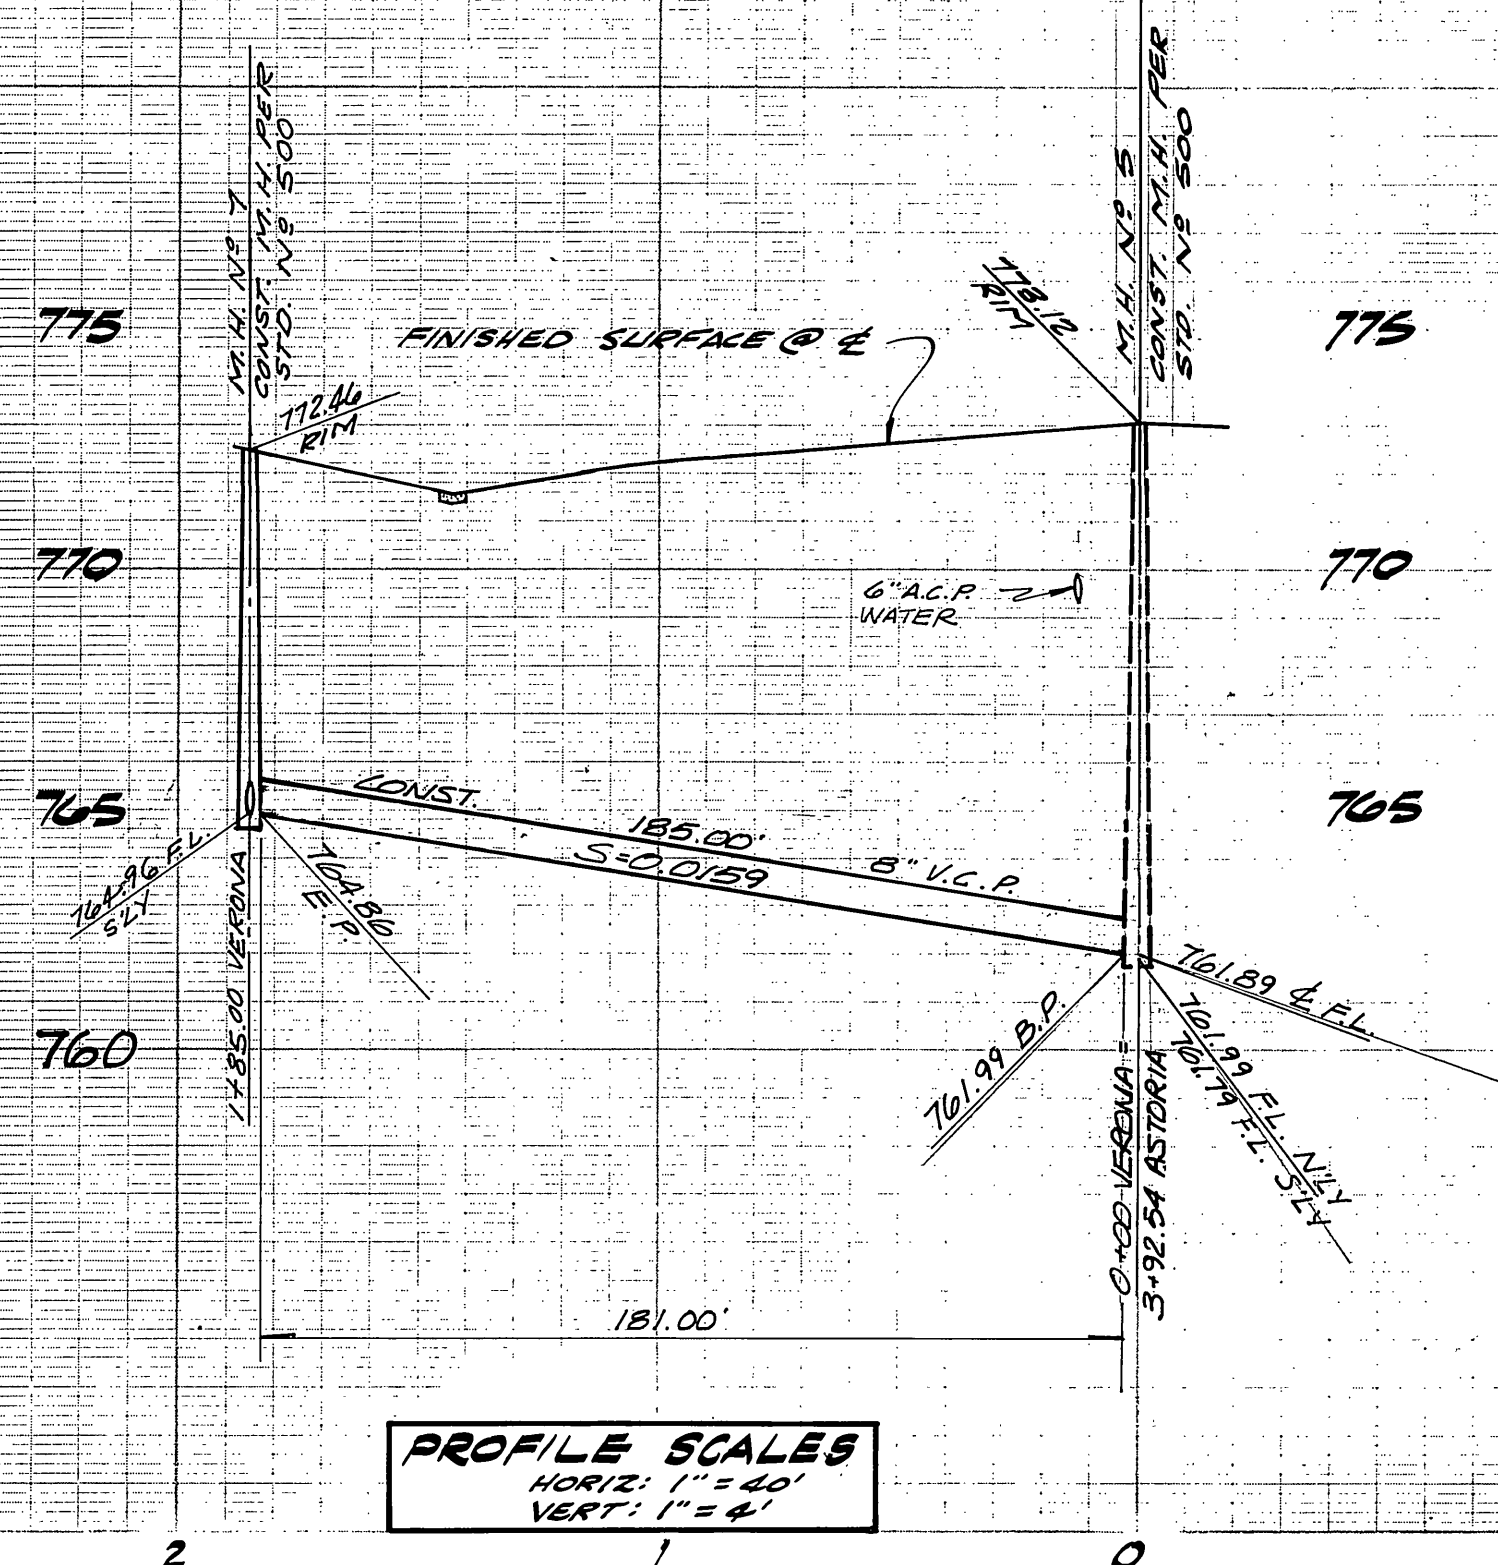 M.H. Nº 7
CONST. M.H. PER
STD. Nº 500
M.H. Nº 5
CONST. M.H. PER
STD. Nº 500
775
FINISHED SURFACE @ ℄
773.12
RIM
775
772.46
RIM
770
6" A.C.P.
WATER
770
765
CONST.
185.00'
S=0.0159
8" V.C.P.
765
764.96 F.L.
S'LY
764.86
E.P.
1+85.00 VERONA
760
761.99 B.P.
761.89 ℄ F.L.
761.99 F.L. N'LY
761.79 F.L. S'LY
0+00 VERONA =
3+92.54 ASTORIA
181.00'
PROFILE SCALES
HORIZ: 1" = 40'
VERT: 1" = 4'
2 1 0